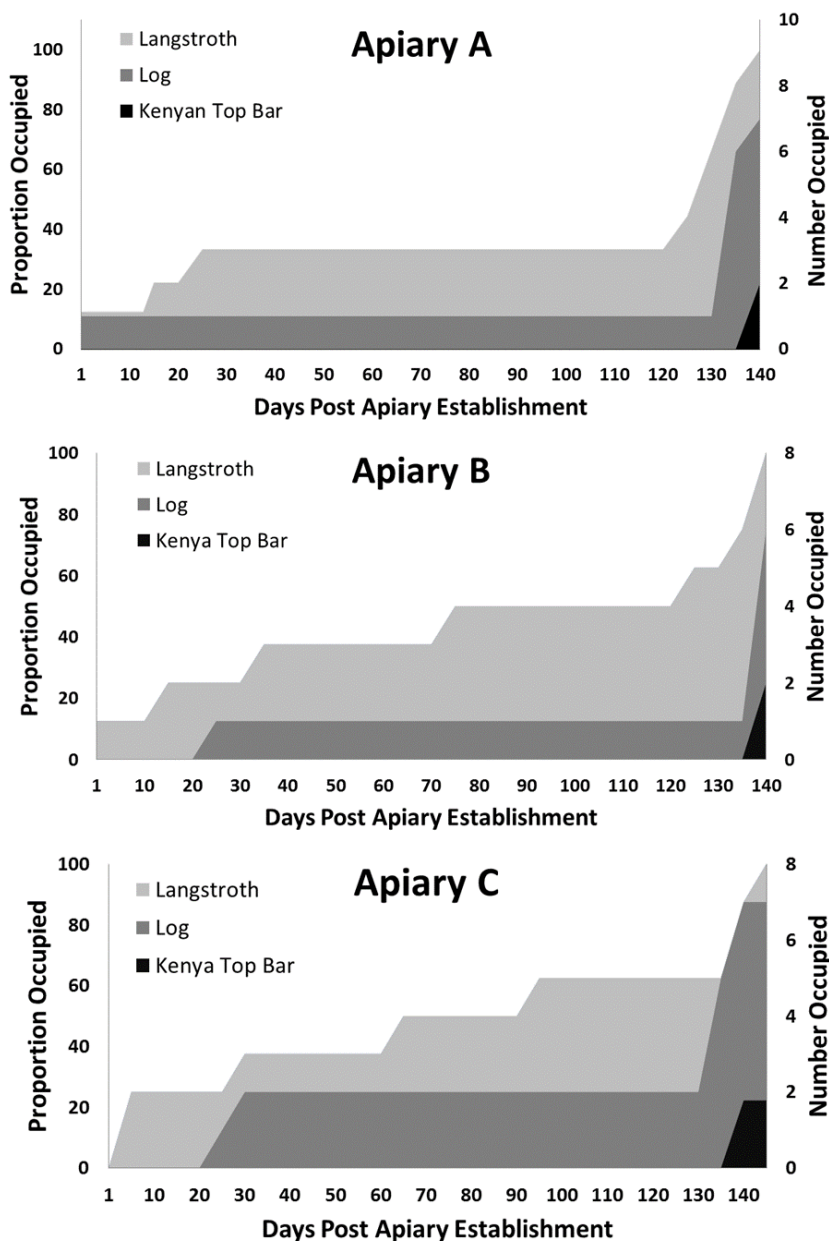 Apiary A
Langstroth
Log
Kenyan Top Bar
Proportion Occupied
100
80
60
40
20
0
Number Occupied
10
8
6
4
2
0
1 10 20 30 40 50 60 70 80 90 100 110 120 130 140
Days Post Apiary Establishment
Apiary B
Langstroth
Log
Kenya Top Bar
Proportion Occupied
100
80
60
40
20
0
Number Occupied
8
6
4
2
0
1 10 20 30 40 50 60 70 80 90 100 110 120 130 140
Days Post Apiary Establishment
Apiary C
Langstroth
Log
Kenya Top Bar
Proportion Occupied
100
80
60
40
20
0
Number Occupied
8
6
4
2
0
1 10 20 30 40 50 60 70 80 90 100 110 120 130 140
Days Post Apiary Establishment